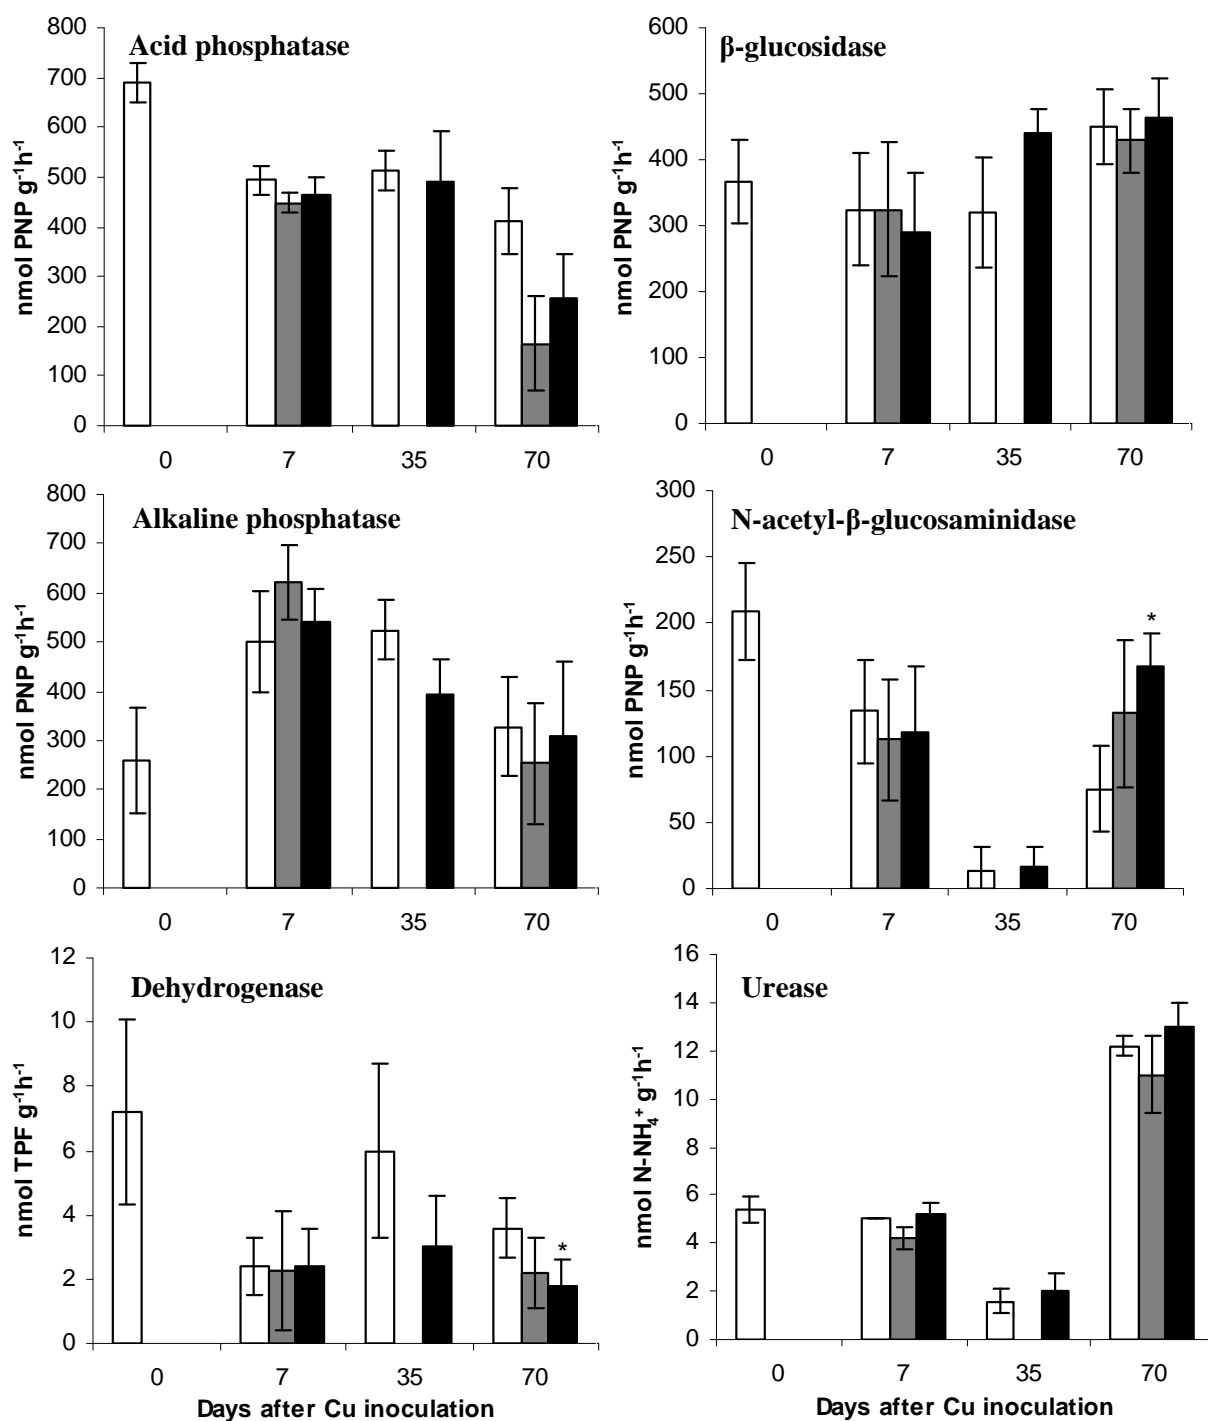 Acid phosphatase
nmol PNP g⁻¹h⁻¹
800
700
600
500
400
300
200
100
0
0 7 35 70
β-glucosidase
nmol PNP g⁻¹h⁻¹
600
500
400
300
200
100
0
0 7 35 70
Alkaline phosphatase
nmol PNP g⁻¹h⁻¹
800
700
600
500
400
300
200
100
0
0 7 35 70
N-acetyl-β-glucosaminidase
nmol PNP g⁻¹h⁻¹
300
250
200
150
100
50
0
*
0 7 35 70
Dehydrogenase
nmol TPF g⁻¹h⁻¹
12
10
8
6
4
2
0
*
0 7 35 70
Days after Cu inoculation
Urease
nmol N-NH₄⁺ g⁻¹h⁻¹
16
14
12
10
8
6
4
2
0
0 7 35 70
Days after Cu inoculation